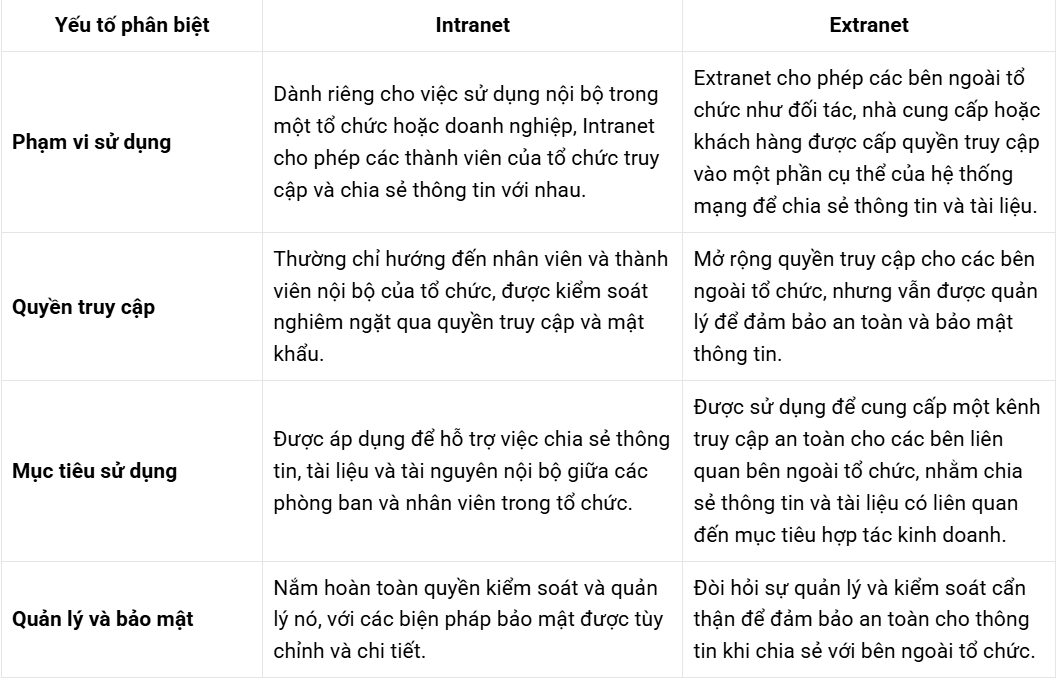 Yếu tố phân biệt
Intranet
Extranet
Phạm vi sử dụng
Dành riêng cho việc sử dụng nội bộ trong
một tổ chức hoặc doanh nghiệp, Intranet
cho phép các thành viên của tổ chức truy
cập và chia sẻ thông tin với nhau.
Extranet cho phép các bên ngoài tổ
chức như đối tác, nhà cung cấp hoặc
khách hàng được cấp quyền truy cập
vào một phần cụ thể của hệ thống
mạng để chia sẻ thông tin và tài liệu.
Quyền truy cập
Thường chỉ hướng đến nhân viên và thành
viên nội bộ của tổ chức, được kiểm soát
nghiêm ngặt qua quyền truy cập và mật
khẩu.
Mở rộng quyền truy cập cho các bên
ngoài tổ chức, nhưng vẫn được quản
lý để đảm bảo an toàn và bảo mật
thông tin.
Mục tiêu sử dụng
Được áp dụng để hỗ trợ việc chia sẻ thông
tin, tài liệu và tài nguyên nội bộ giữa các
phòng ban và nhân viên trong tổ chức.
Được sử dụng để cung cấp một kênh
truy cập an toàn cho các bên liên
quan bên ngoài tổ chức, nhằm chia
sẻ thông tin và tài liệu có liên quan
đến mục tiêu hợp tác kinh doanh.
Quản lý và bảo mật
Nắm hoàn toàn quyền kiểm soát và quản
lý nó, với các biện pháp bảo mật được tùy
chỉnh và chi tiết.
Đòi hỏi sự quản lý và kiểm soát cẩn
thận để đảm bảo an toàn cho thông
tin khi chia sẻ với bên ngoài tổ chức.